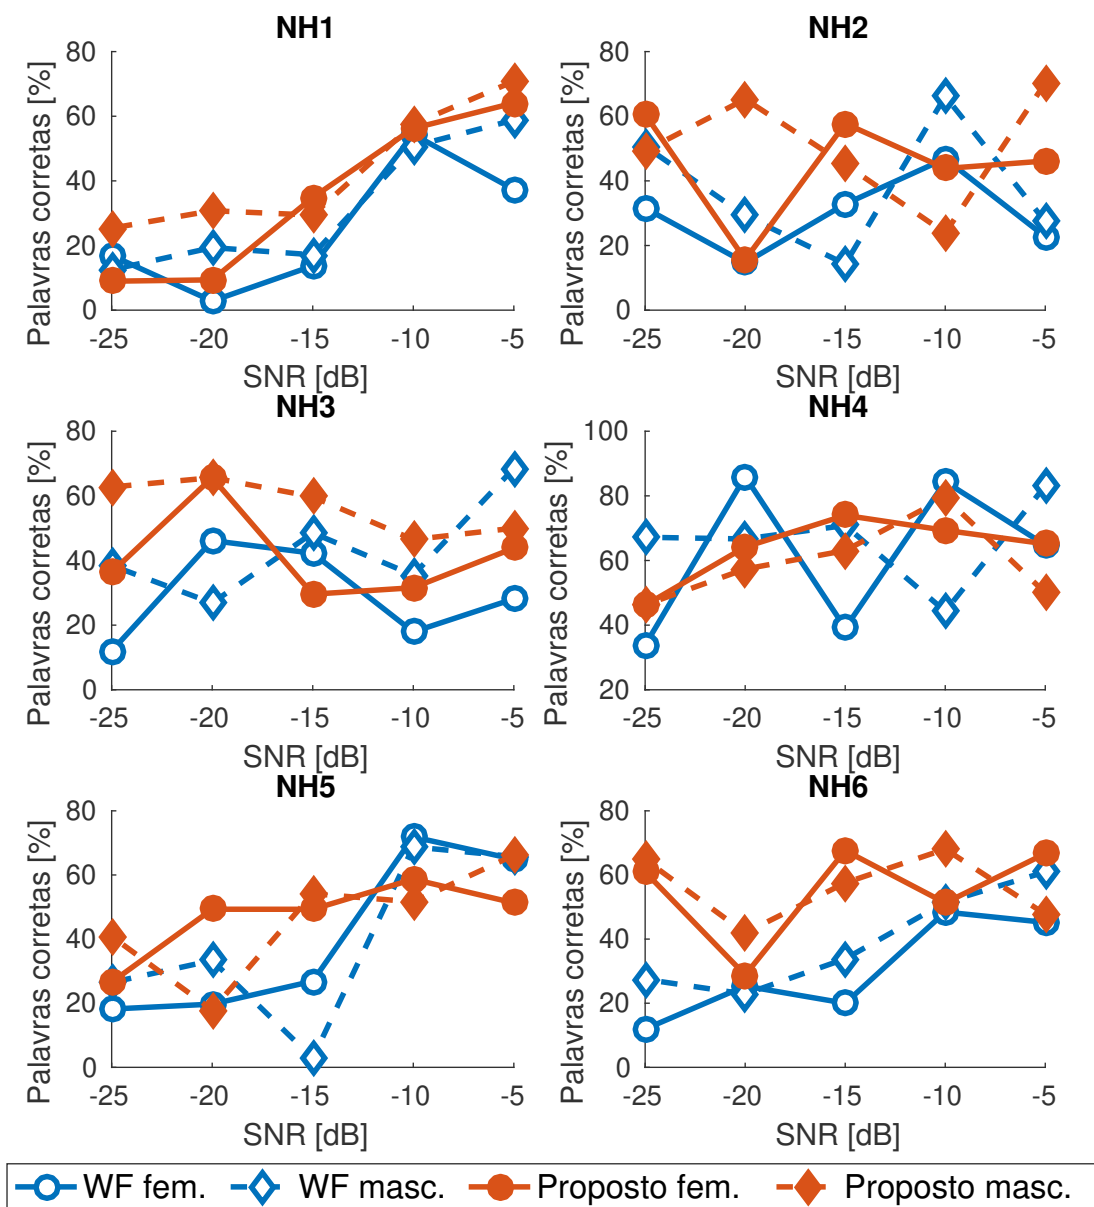 NH1
Palavras corretas [%]
80
60
40
20
0
-25 -20 -15 -10 -5
SNR [dB]
NH2
Palavras corretas [%]
80
60
40
20
0
-25 -20 -15 -10 -5
SNR [dB]
NH3
Palavras corretas [%]
80
60
40
20
0
-25 -20 -15 -10 -5
SNR [dB]
NH4
Palavras corretas [%]
100
80
60
40
20
-25 -20 -15 -10 -5
SNR [dB]
NH5
Palavras corretas [%]
80
60
40
20
0
-25 -20 -15 -10 -5
SNR [dB]
NH6
Palavras corretas [%]
80
60
40
20
0
-25 -20 -15 -10 -5
SNR [dB]
WF fem. WF masc. Proposto fem. Proposto masc.